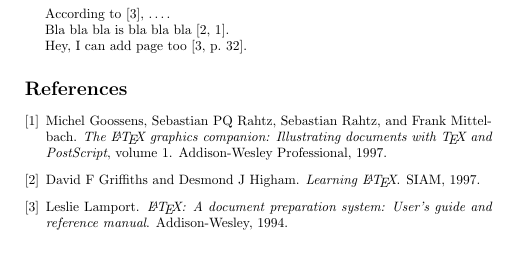 According to [3], ....
Bla bla bla is bla bla bla [2, 1].
Hey, I can add page too [3, p. 32].
References
[1] Michel Goossens, Sebastian PQ Rahtz, Sebastian Rahtz, and Frank Mittel-
bach. The LATEX graphics companion: Illustrating documents with TEX and
PostScript, volume 1. Addison-Wesley Professional, 1997.
[2] David F Griffiths and Desmond J Higham. Learning LATEX. SIAM, 1997.
[3] Leslie Lamport. LATEX: A document preparation system: User's guide and
reference manual. Addison-Wesley, 1994.